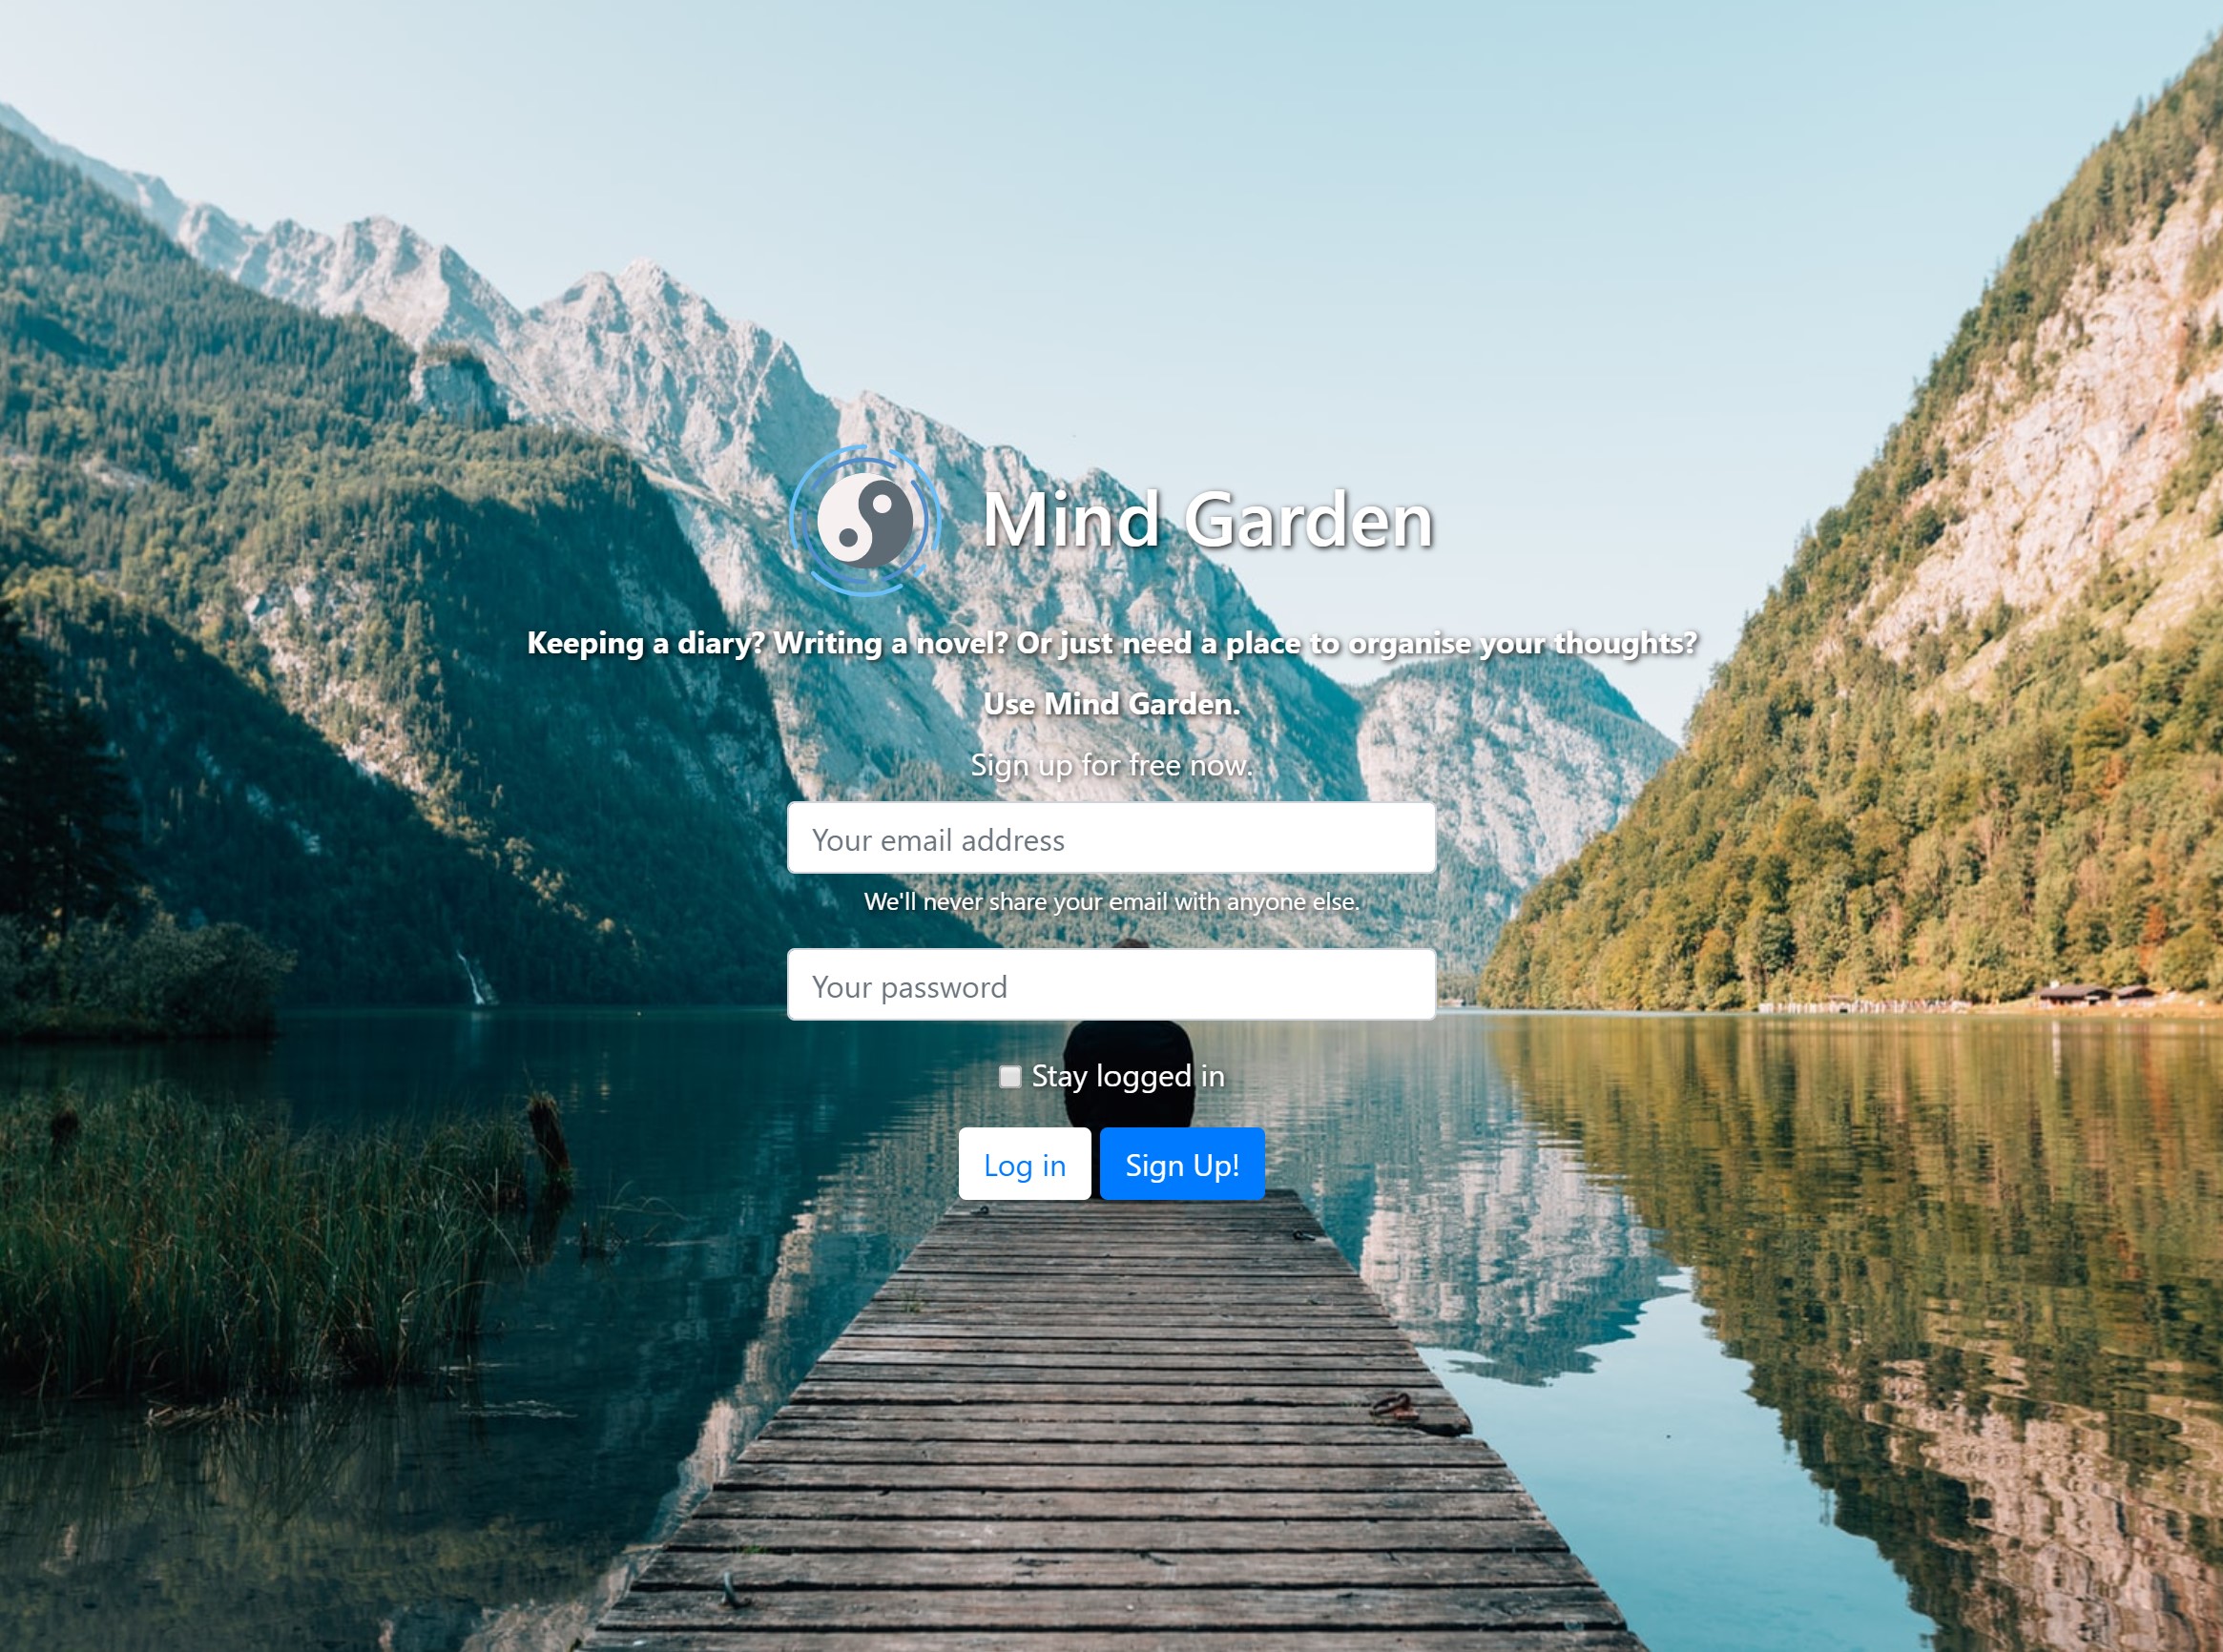 Mind Garden
Keeping a diary? Writing a novel? Or just need a place to organise your thoughts?
Use Mind Garden.
Sign up for free now.
Your email address
We'll never share your email with anyone else.
Your password
Stay logged in
Log in
Sign Up!